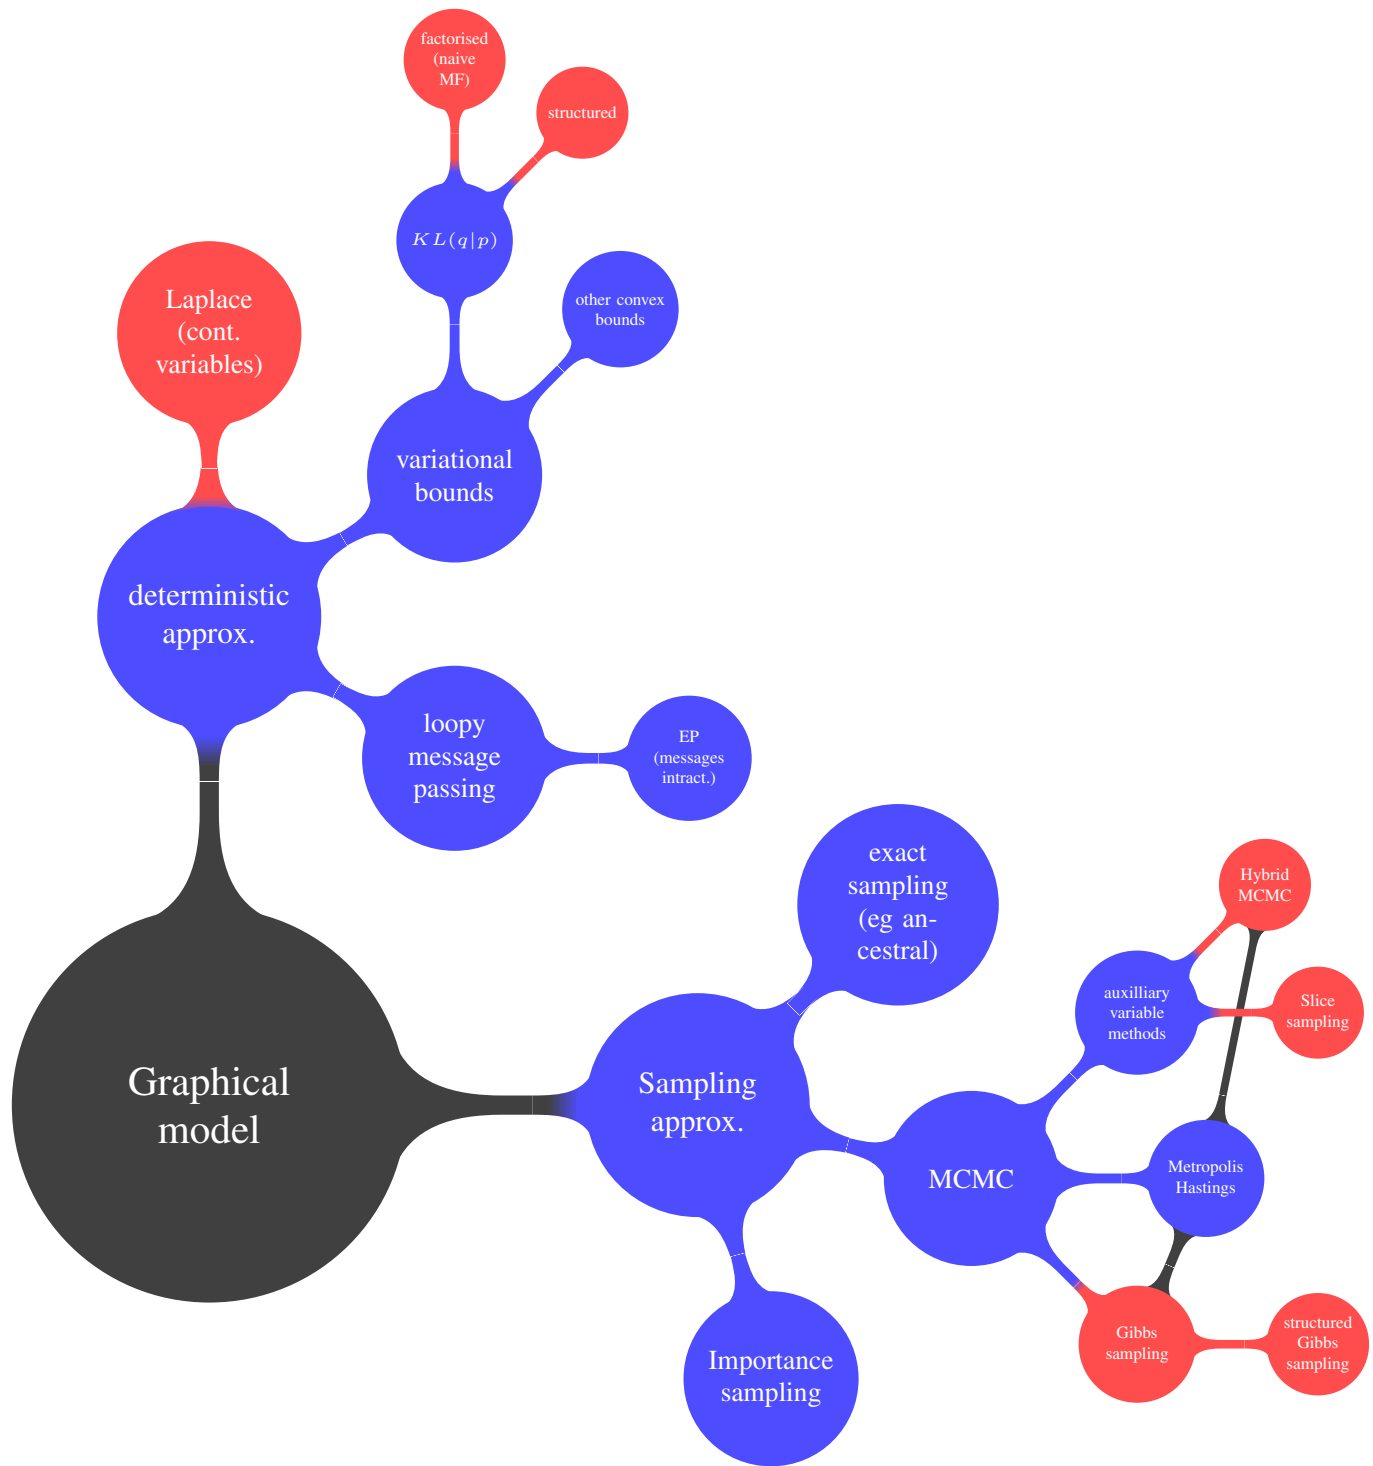 factorised
(naive
MF)
structured
KL(q|p)
other convex
bounds
Laplace
(cont.
variables)
variational
bounds
deterministic
approx.
loopy
message
passing
EP
(messages
intract.)
exact
sampling
(eg an-
cestral)
Hybrid
MCMC
auxilliary
variable
methods
Slice
sampling
Graphical
model
Sampling
approx.
MCMC
Metropolis
Hastings
Importance
sampling
Gibbs
sampling
structured
Gibbs
sampling